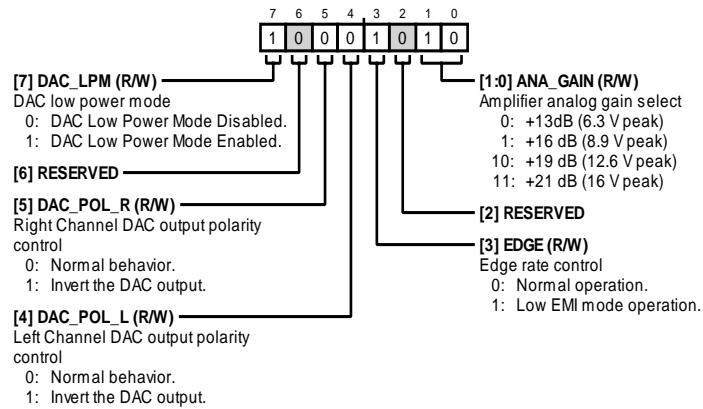 7 6 5 4 3 2 1 0
1 0 0 0 1 0 1 0
[7] DAC_LPM (R/W)
DAC low power mode
0: DAC Low Power Mode Disabled.
1: DAC Low Power Mode Enabled.
[6] RESERVED
[5] DAC_POL_R (R/W)
Right Channel DAC output polarity
control
0: Normal behavior.
1: Invert the DAC output.
[4] DAC_POL_L (R/W)
Left Channel DAC output polarity
control
0: Normal behavior.
1: Invert the DAC output.
[1:0] ANA_GAIN (R/W)
Amplifier analog gain select
0: +13dB (6.3 V peak)
1: +16 dB (8.9 V peak)
10: +19 dB (12.6 V peak)
11: +21 dB (16 V peak)
[2] RESERVED
[3] EDGE (R/W)
Edge rate control
0: Normal operation.
1: Low EMI mode operation.